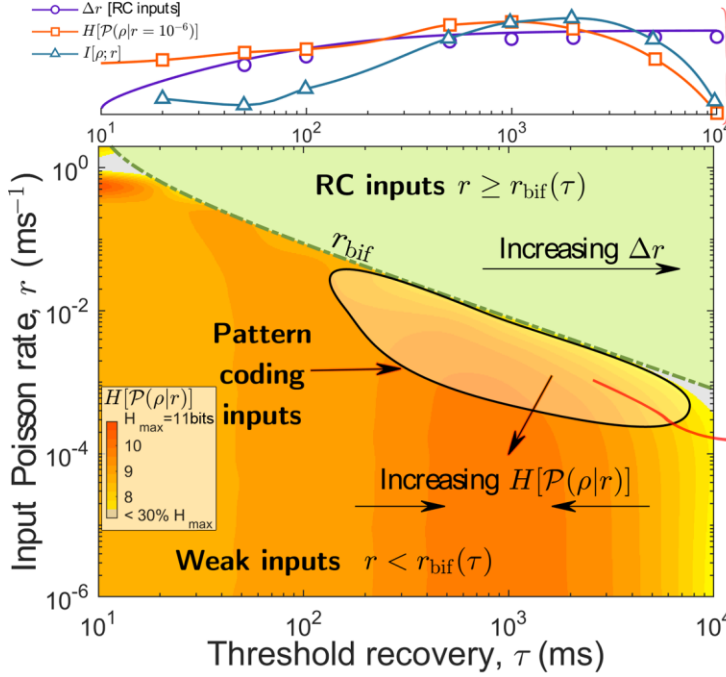 Δr [RC inputs]
H[P(ρ|r = 10⁻⁶)]
I[ρ; r]
10¹ 10² 10³
10⁰
10⁻²
10⁻⁴
10⁻⁶
Input Poisson rate, r (ms⁻¹)
RC inputs r ≥ r_bif(τ)
r_bif
Increasing Δr
Pattern
coding
inputs
H[P(ρ|r)]
H_max=11bits
10
9
8
< 30% H_max
Increasing H[P(ρ|r)]
Weak inputs r < r_bif(τ)
10¹ 10² 10³ 10⁴
Threshold recovery, τ (ms)